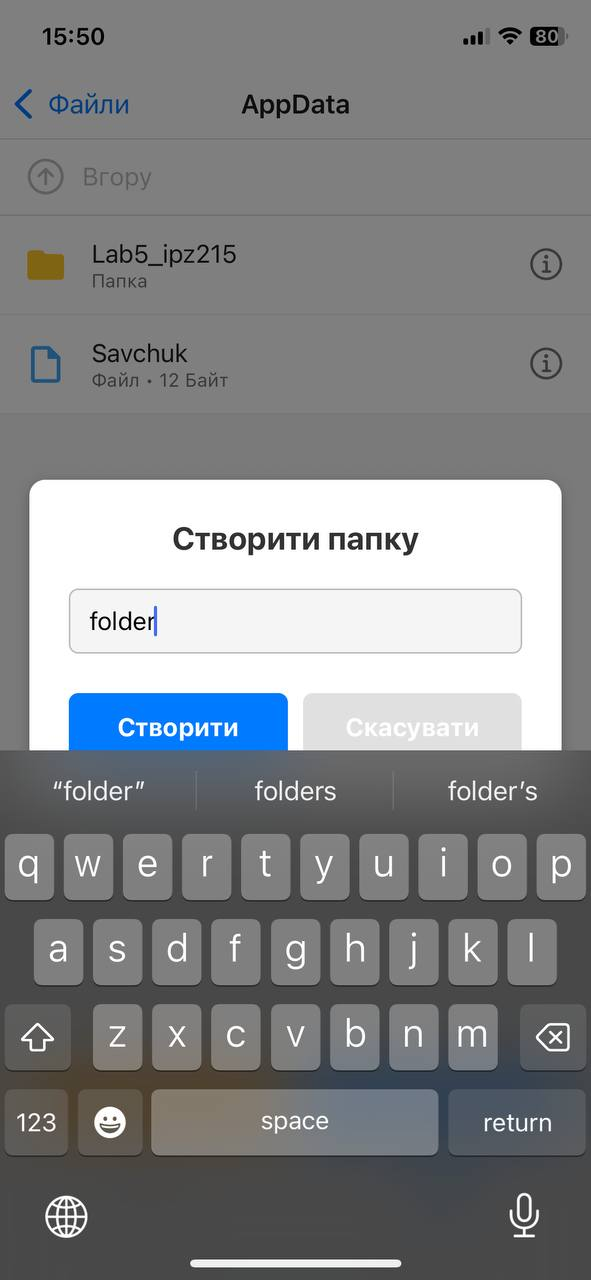 15:50
80
Файли
AppData
Вгору
Lab5_ipz215
Папка
Savchuk
Файл • 12 Байт
Створити папку
folder
Створити
Скасувати
“folder”
folders
folder’s
q w e r t y u i o p
a s d f g h j k l
z x c v b n m
123
space
return